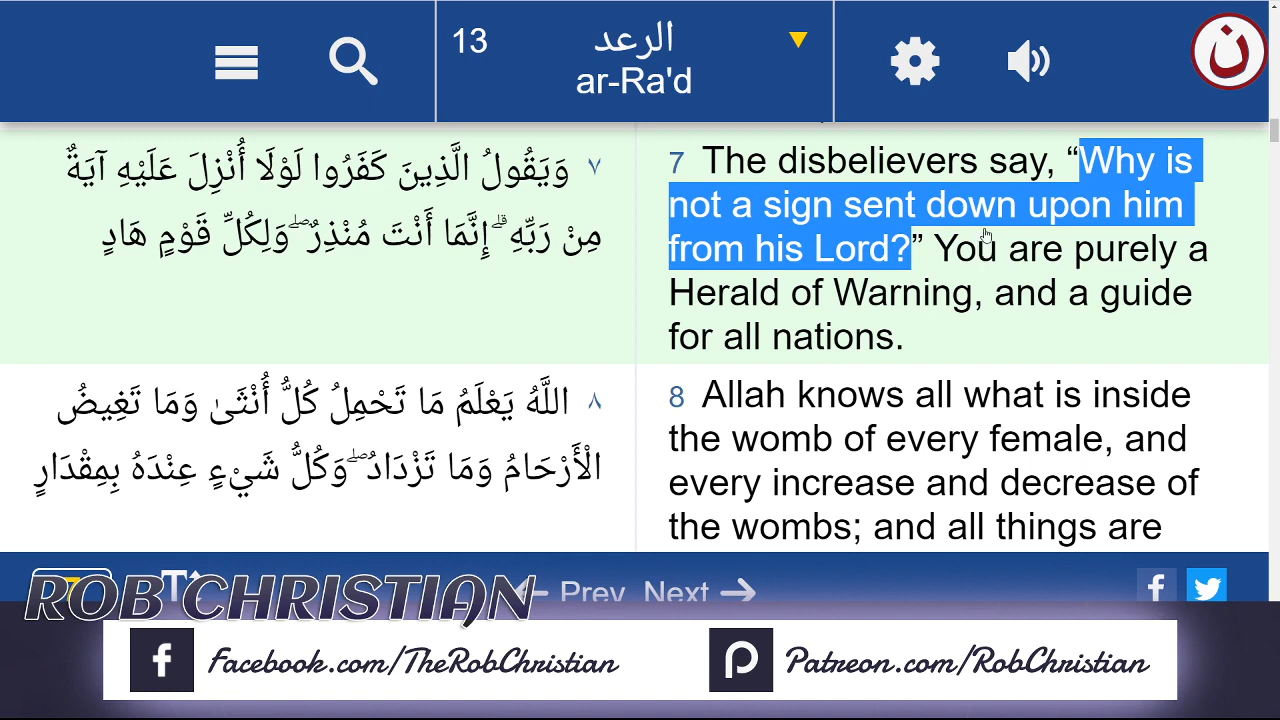 13
الرعد
ar-Ra'd
ن
٧ وَيَقُولُ الَّذِينَ كَفَرُوا لَوْلَا أُنْزِلَ عَلَيْهِ آيَةٌ
مِنْ رَبِّهِ ۗ إِنَّمَا أَنْتَ مُنْذِرٌ ۖ وَلِكُلِّ قَوْمٍ هَادٍ
7 The disbelievers say, “Why is
not a sign sent down upon him
from his Lord?” You are purely a
Herald of Warning, and a guide
for all nations.
٨ اللَّهُ يَعْلَمُ مَا تَحْمِلُ كُلُّ أُنْثَىٰ وَمَا تَغِيضُ
الْأَرْحَامُ وَمَا تَزْدَادُ ۖ وَكُلُّ شَيْءٍ عِنْدَهُ بِمِقْدَارٍ
8 Allah knows all what is inside
the womb of every female, and
every increase and decrease of
the wombs; and all things are
Prev Next
ROB CHRISTIAN
Facebook.com/TheRobChristian
Patreon.com/RobChristian